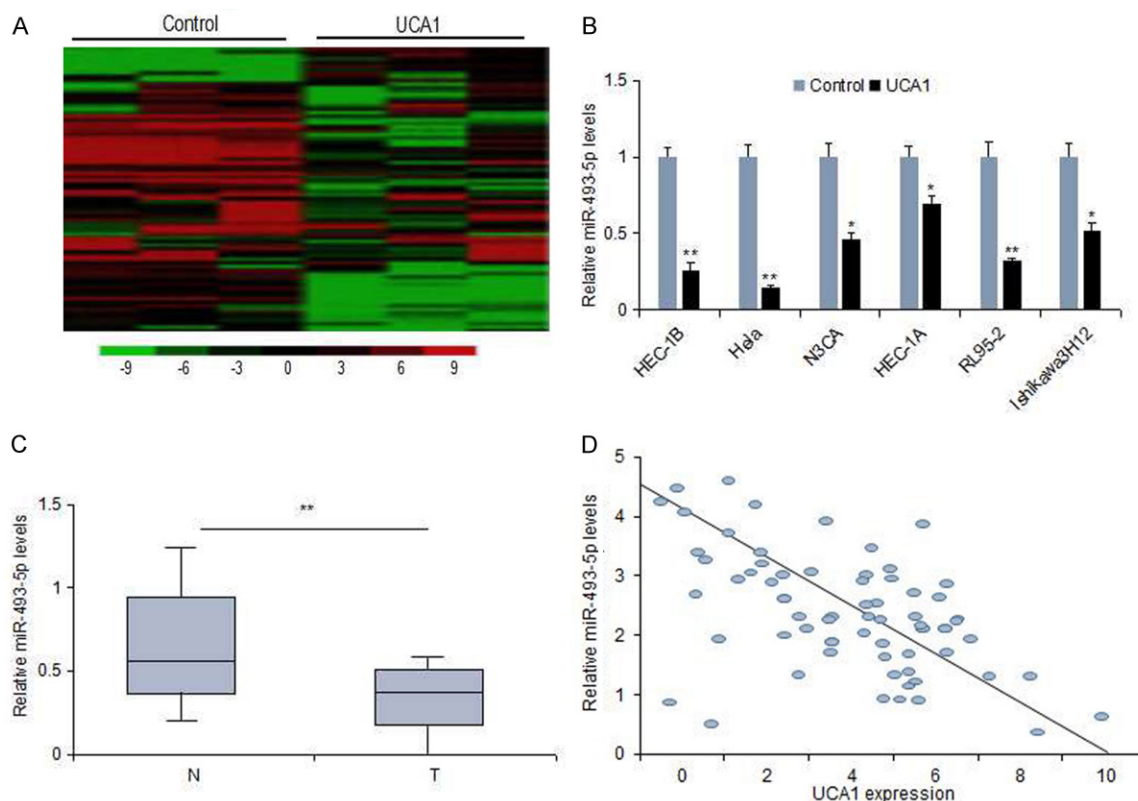 A
Control UCA1
-9 -6 -3 0 3 6 9
B
Relative miR-493-5p levels
1.5
1
0.5
0
Control UCA1
** ** * * ** *
HEC-1B Hela N3CA HEC-1A RL95-2 Ishikawa3H12
C
Relative miR-493-5p levels
1.5
1
0.5
0
**
N T
D
Relative miR-493-5p levels
5
4
3
2
1
0
0 2 4 6 8 10
UCA1 expression